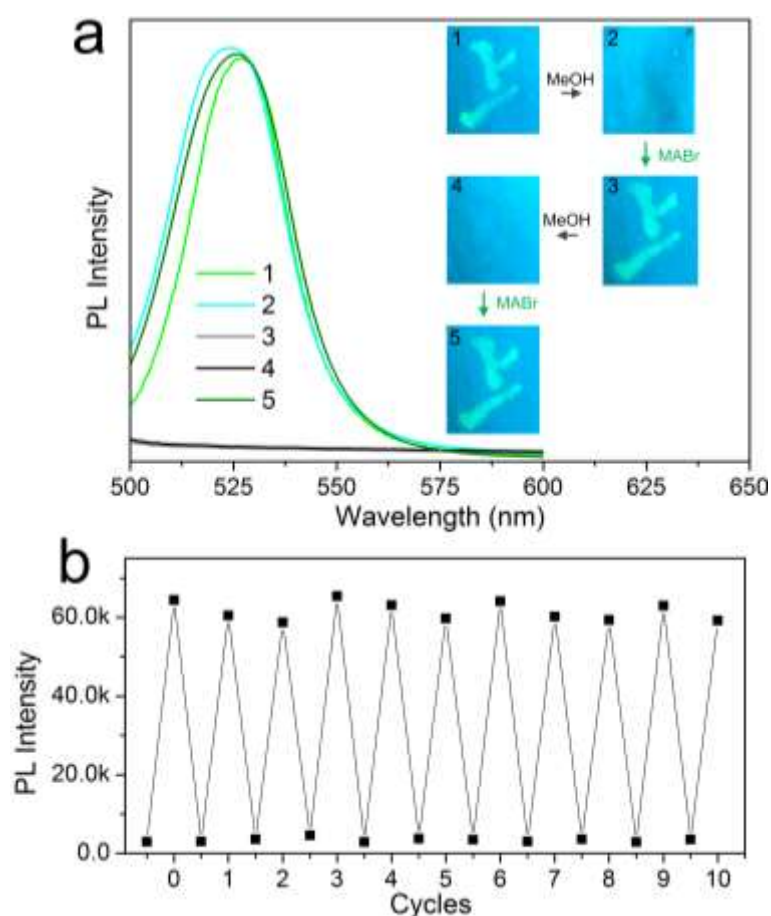 a
1
2
MeOH
MABr
4
3
MeOH
MABr
5
PL Intensity
1
2
3
4
5
500 525 550 575 600 625 650
Wavelength (nm)
b
PL Intensity
60.0k
40.0k
20.0k
0.0
0 1 2 3 4 5 6 7 8 9 10
Cycles